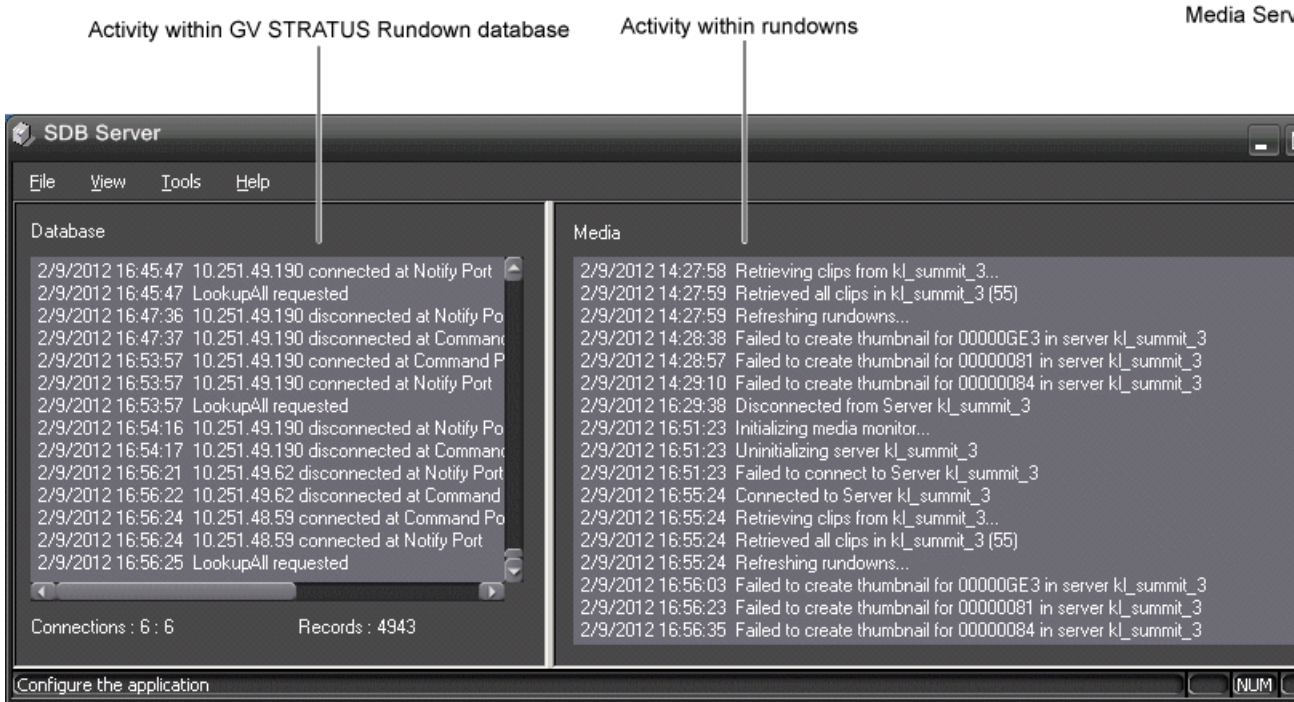 Activity within GV STRATUS Rundown database
Activity within rundowns
Media Serv
SDB Server
File View Tools Help
Database
2/9/2012 16:45:47 10.251.49.190 connected at Notify Port
2/9/2012 16:45:47 LookupAll requested
2/9/2012 16:47:36 10.251.49.190 disconnected at Notify Po
2/9/2012 16:47:37 10.251.49.190 disconnected at Command
2/9/2012 16:53:57 10.251.49.190 connected at Command P
2/9/2012 16:53:57 10.251.49.190 connected at Notify Port
2/9/2012 16:53:57 LookupAll requested
2/9/2012 16:54:16 10.251.49.190 disconnected at Notify Po
2/9/2012 16:54:17 10.251.49.190 disconnected at Command
2/9/2012 16:56:21 10.251.49.62 disconnected at Notify Port
2/9/2012 16:56:22 10.251.49.62 disconnected at Command
2/9/2012 16:56:24 10.251.48.59 connected at Command Po
2/9/2012 16:56:24 10.251.48.59 connected at Notify Port
2/9/2012 16:56:25 LookupAll requested
Connections : 6 : 6 Records : 4943
Media
2/9/2012 14:27:58 Retrieving clips from kl_summit_3...
2/9/2012 14:27:59 Retrieved all clips in kl_summit_3 (55)
2/9/2012 14:27:59 Refreshing rundowns...
2/9/2012 14:28:38 Failed to create thumbnail for 00000GE3 in server kl_summit_3
2/9/2012 14:28:57 Failed to create thumbnail for 00000081 in server kl_summit_3
2/9/2012 14:29:10 Failed to create thumbnail for 00000084 in server kl_summit_3
2/9/2012 16:29:38 Disconnected from Server kl_summit_3
2/9/2012 16:51:23 Initializing media monitor...
2/9/2012 16:51:23 Uninitializing server kl_summit_3
2/9/2012 16:51:23 Failed to connect to Server kl_summit_3
2/9/2012 16:55:24 Connected to Server kl_summit_3
2/9/2012 16:55:24 Retrieving clips from kl_summit_3...
2/9/2012 16:55:24 Retrieved all clips in kl_summit_3 (55)
2/9/2012 16:55:24 Refreshing rundowns...
2/9/2012 16:56:03 Failed to create thumbnail for 00000GE3 in server kl_summit_3
2/9/2012 16:56:23 Failed to create thumbnail for 00000081 in server kl_summit_3
2/9/2012 16:56:35 Failed to create thumbnail for 00000084 in server kl_summit_3
Configure the application
NUM